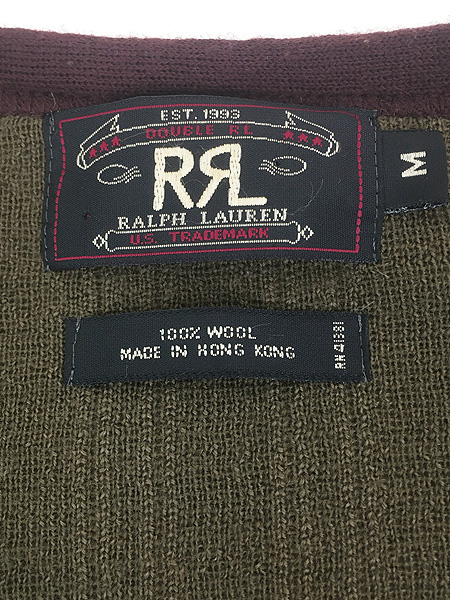 EST. 1993
DOUBLE RL
RRL
RALPH LAUREN
U.S. TRADEMARK
M
100% WOOL
MADE IN HONG KONG
RN 41381